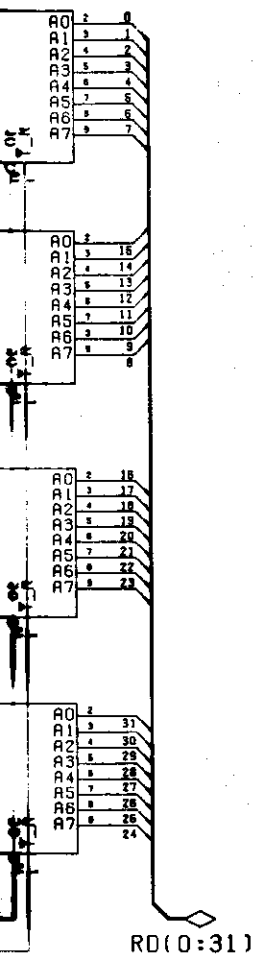 A0 2 0
A1 3 1
A2 4 2
A3 5 3
A4 6 4
A5 7 5
A6 8 6
A7 9 7
A0 2
A1 3 15
A2 4 14
A3 5 13
A4 6 12
A5 7 11
A6 10
A7 9 9
8
A0 2 16
A1 3 17
A2 4 18
A3 5 19
A4 6 20
A5 7 21
A6 8 22
A7 9 23
A0 2
A1 3 31
A2 4 30
A3 5 29
A4 6 28
A5 7 27
A6 8 26
A7 9 25
24
RD(0:31)